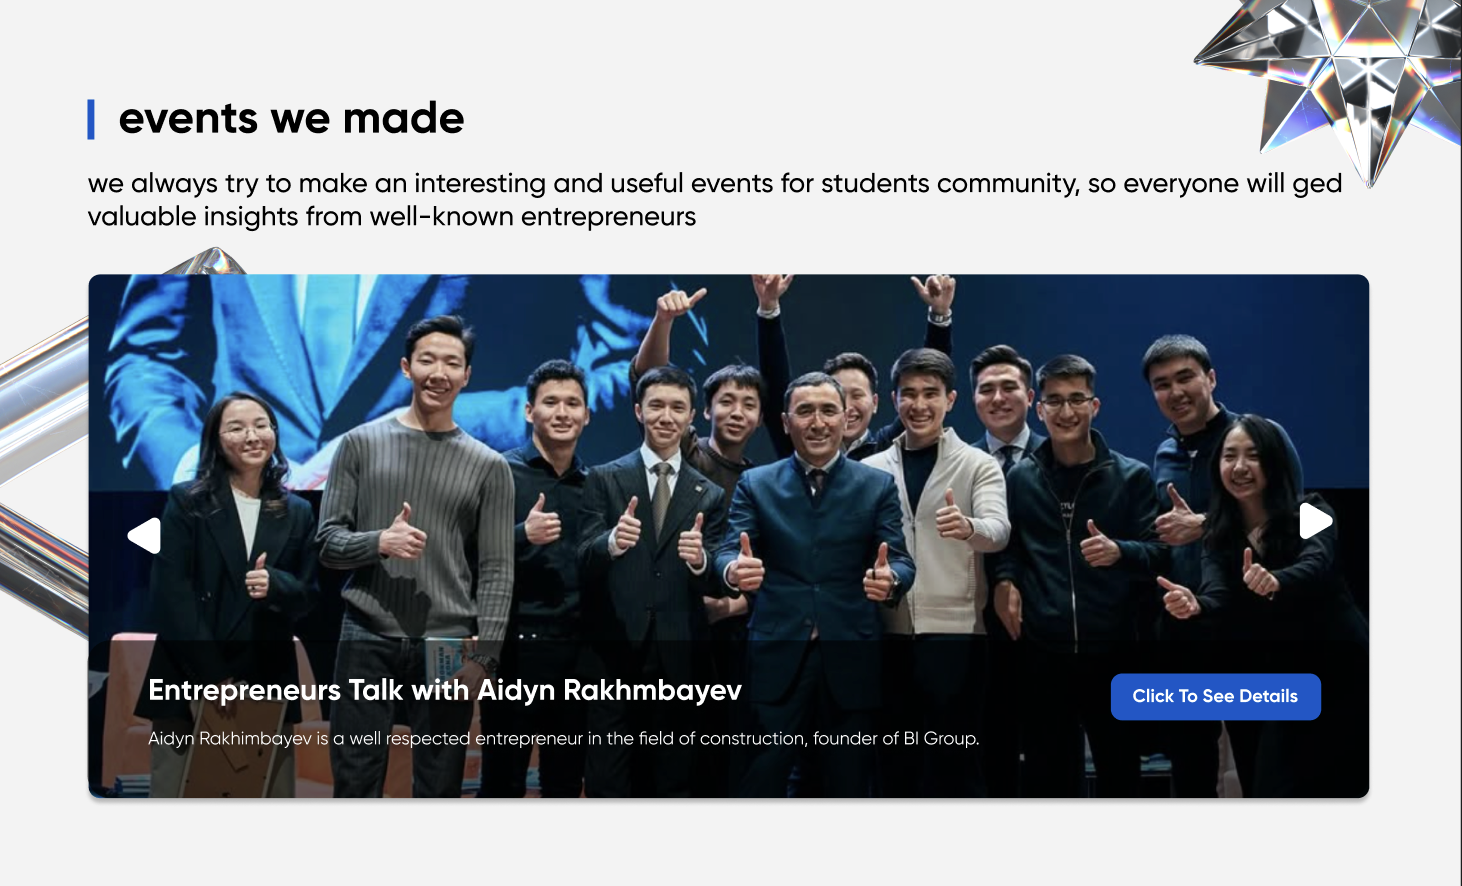 events we made
we always try to make an interesting and useful events for students community, so everyone will ged
valuable insights from well-known entrepreneurs
Entrepreneurs Talk with Aidyn Rakhmbayev
Click To See Details
Aidyn Rakhimbayev is a well respected entrepreneur in the field of construction, founder of BI Group.